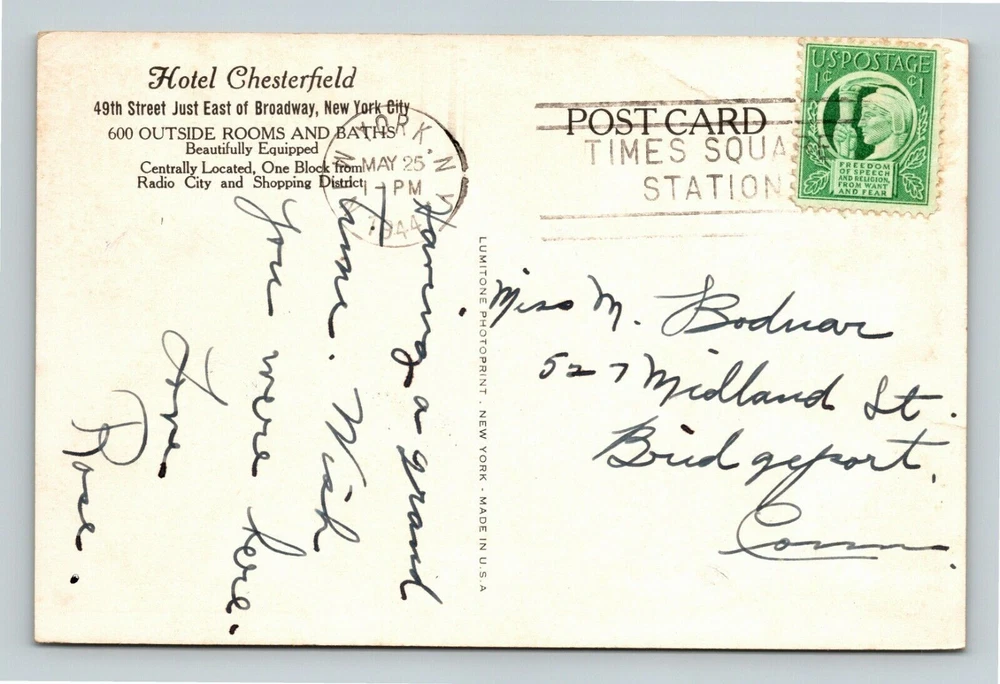 Hotel Chesterfield
49th Street Just East of Broadway, New York City
600 OUTSIDE ROOMS AND BATHS
Beautifully Equipped
Centrally Located, One Block from
Radio City and Shopping District
YORK, N.Y.
MAY 25
1-PM
1944
POST CARD
TIMES SQUA
STATION
U.S. POSTAGE
1¢ ¢1
FREEDOM
OF SPEECH
AND RELIGION,
FROM WANT
AND FEAR
Having a grand
time. Wish
you were here.
Love
Rose.
LUMITONE PHOTOPRINT - NEW YORK - MADE IN U.S.A
Miss M. Bodnar
527 Midland St.
Bridgeport,
Conn.